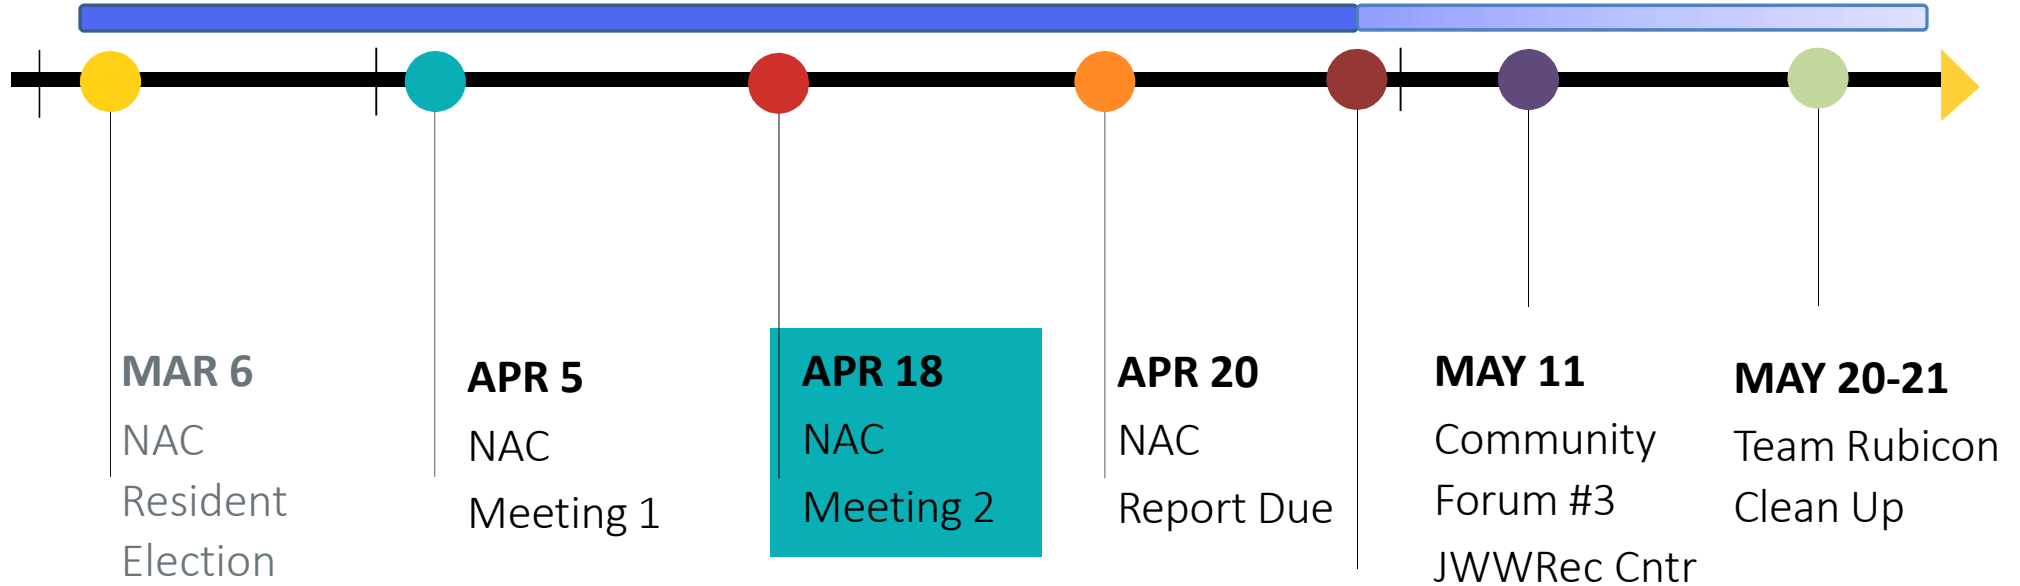 MAR 6
NAC
Resident
Election
APR 5
NAC
Meeting 1
APR 18
NAC
Meeting 2
APR 20
NAC
Report Due
MAY 11
Community
Forum #3
JWWRec Cntr
MAY 20-21
Team Rubicon
Clean Up